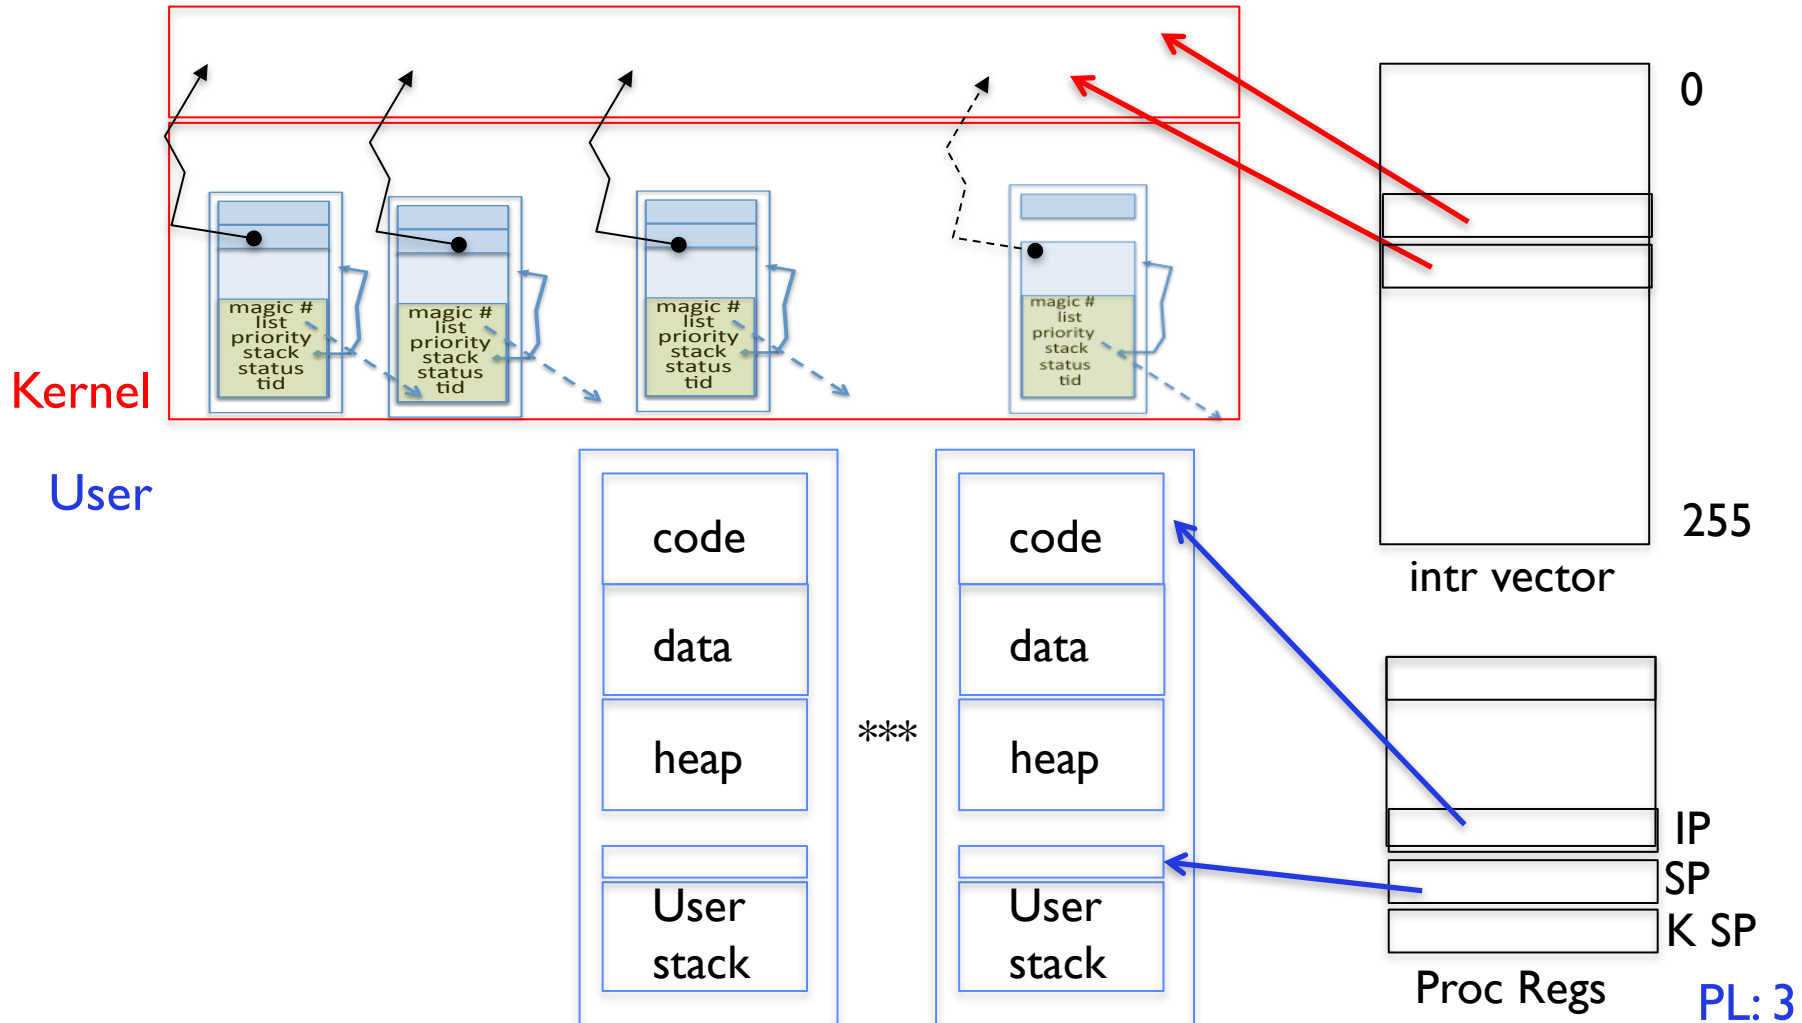 0
magic #
list
priority
stack
status
tid
magic #
list
priority
stack
status
tid
magic #
list
priority
stack
status
tid
magic #
list
priority
stack
status
tid
Kernel
User
255
intr vector
code
data
heap
User
stack
***
code
data
heap
User
stack
IP
SP
K SP
Proc Regs
PL: 3